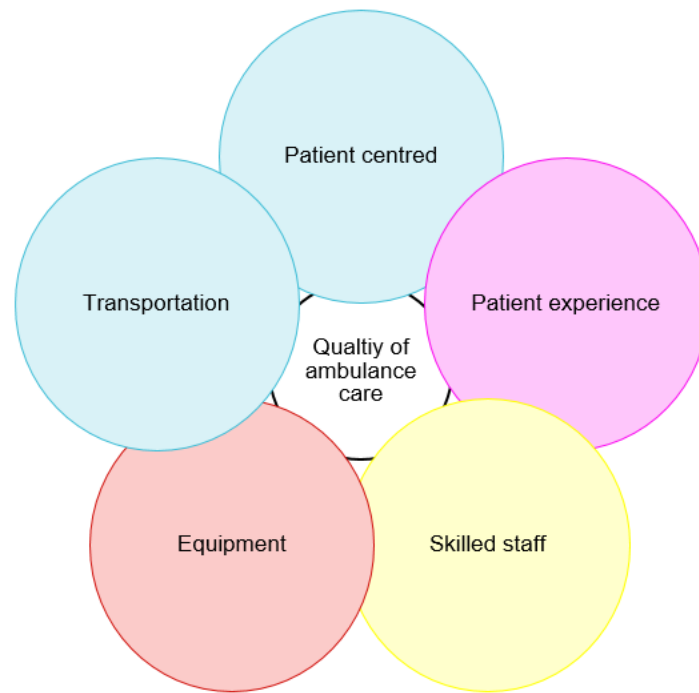 Patient centred
Transportation
Patient experience
Qualtiy of
ambulance
care
Equipment
Skilled staff